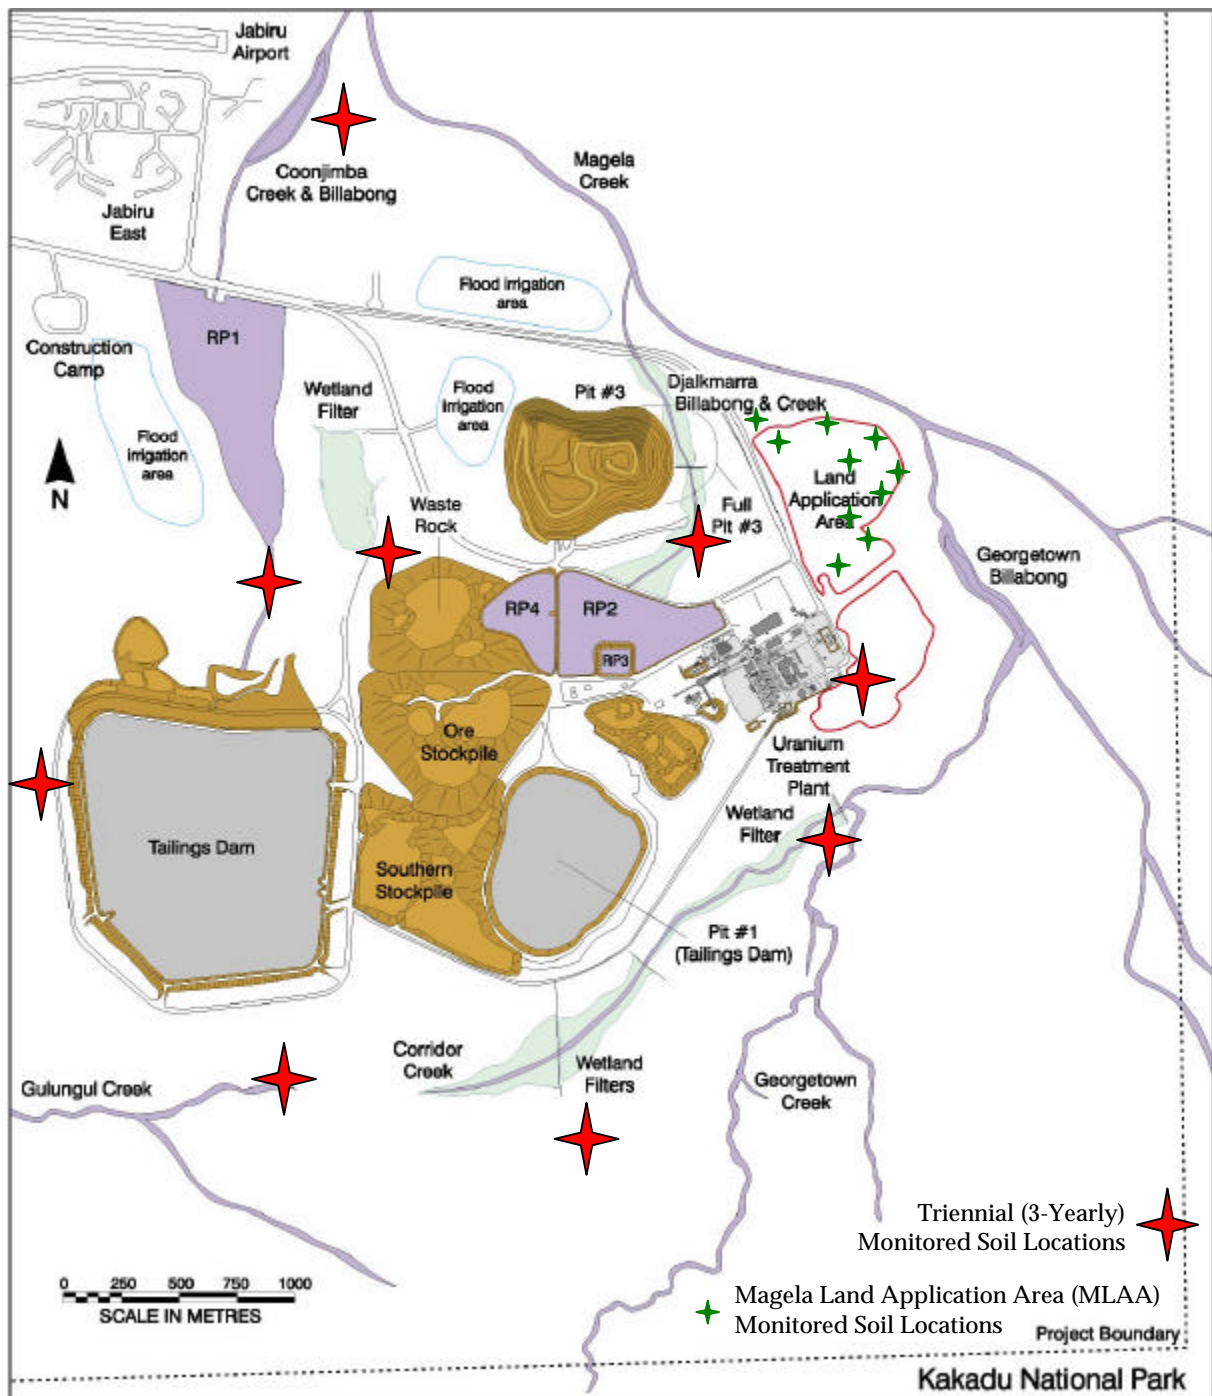 Jabiru
Airport
Coonjimba
Creek & Billabong
Magela
Creek
Jabiru
East
Flood irrigation
area
RP1
Construction
Camp
Wetland
Filter
Flood
irrigation
area
Pit #3
Djalkmarra
Billabong & Creek
Flood
irrigation
area
N
Waste
Rock
Land
Application
Area
Full
Pit #3
Georgetown
Billabong
RP4
RP2
RP3
Ore
Stockpile
Uranium
Treatment
Plant
Wetland
Filter
Tailings Dam
Southern
Stockpile
Pit #1
(Tailings Dam)
Corridor
Creek
Wetland
Filters
Gulungul Creek
Georgetown
Creek
Triennial (3-Yearly)
Monitored Soil Locations
0 250 500 750 1000
SCALE IN METRES
Magela Land Application Area (MLAA)
Monitored Soil Locations
Project Boundary
Kakadu National Park